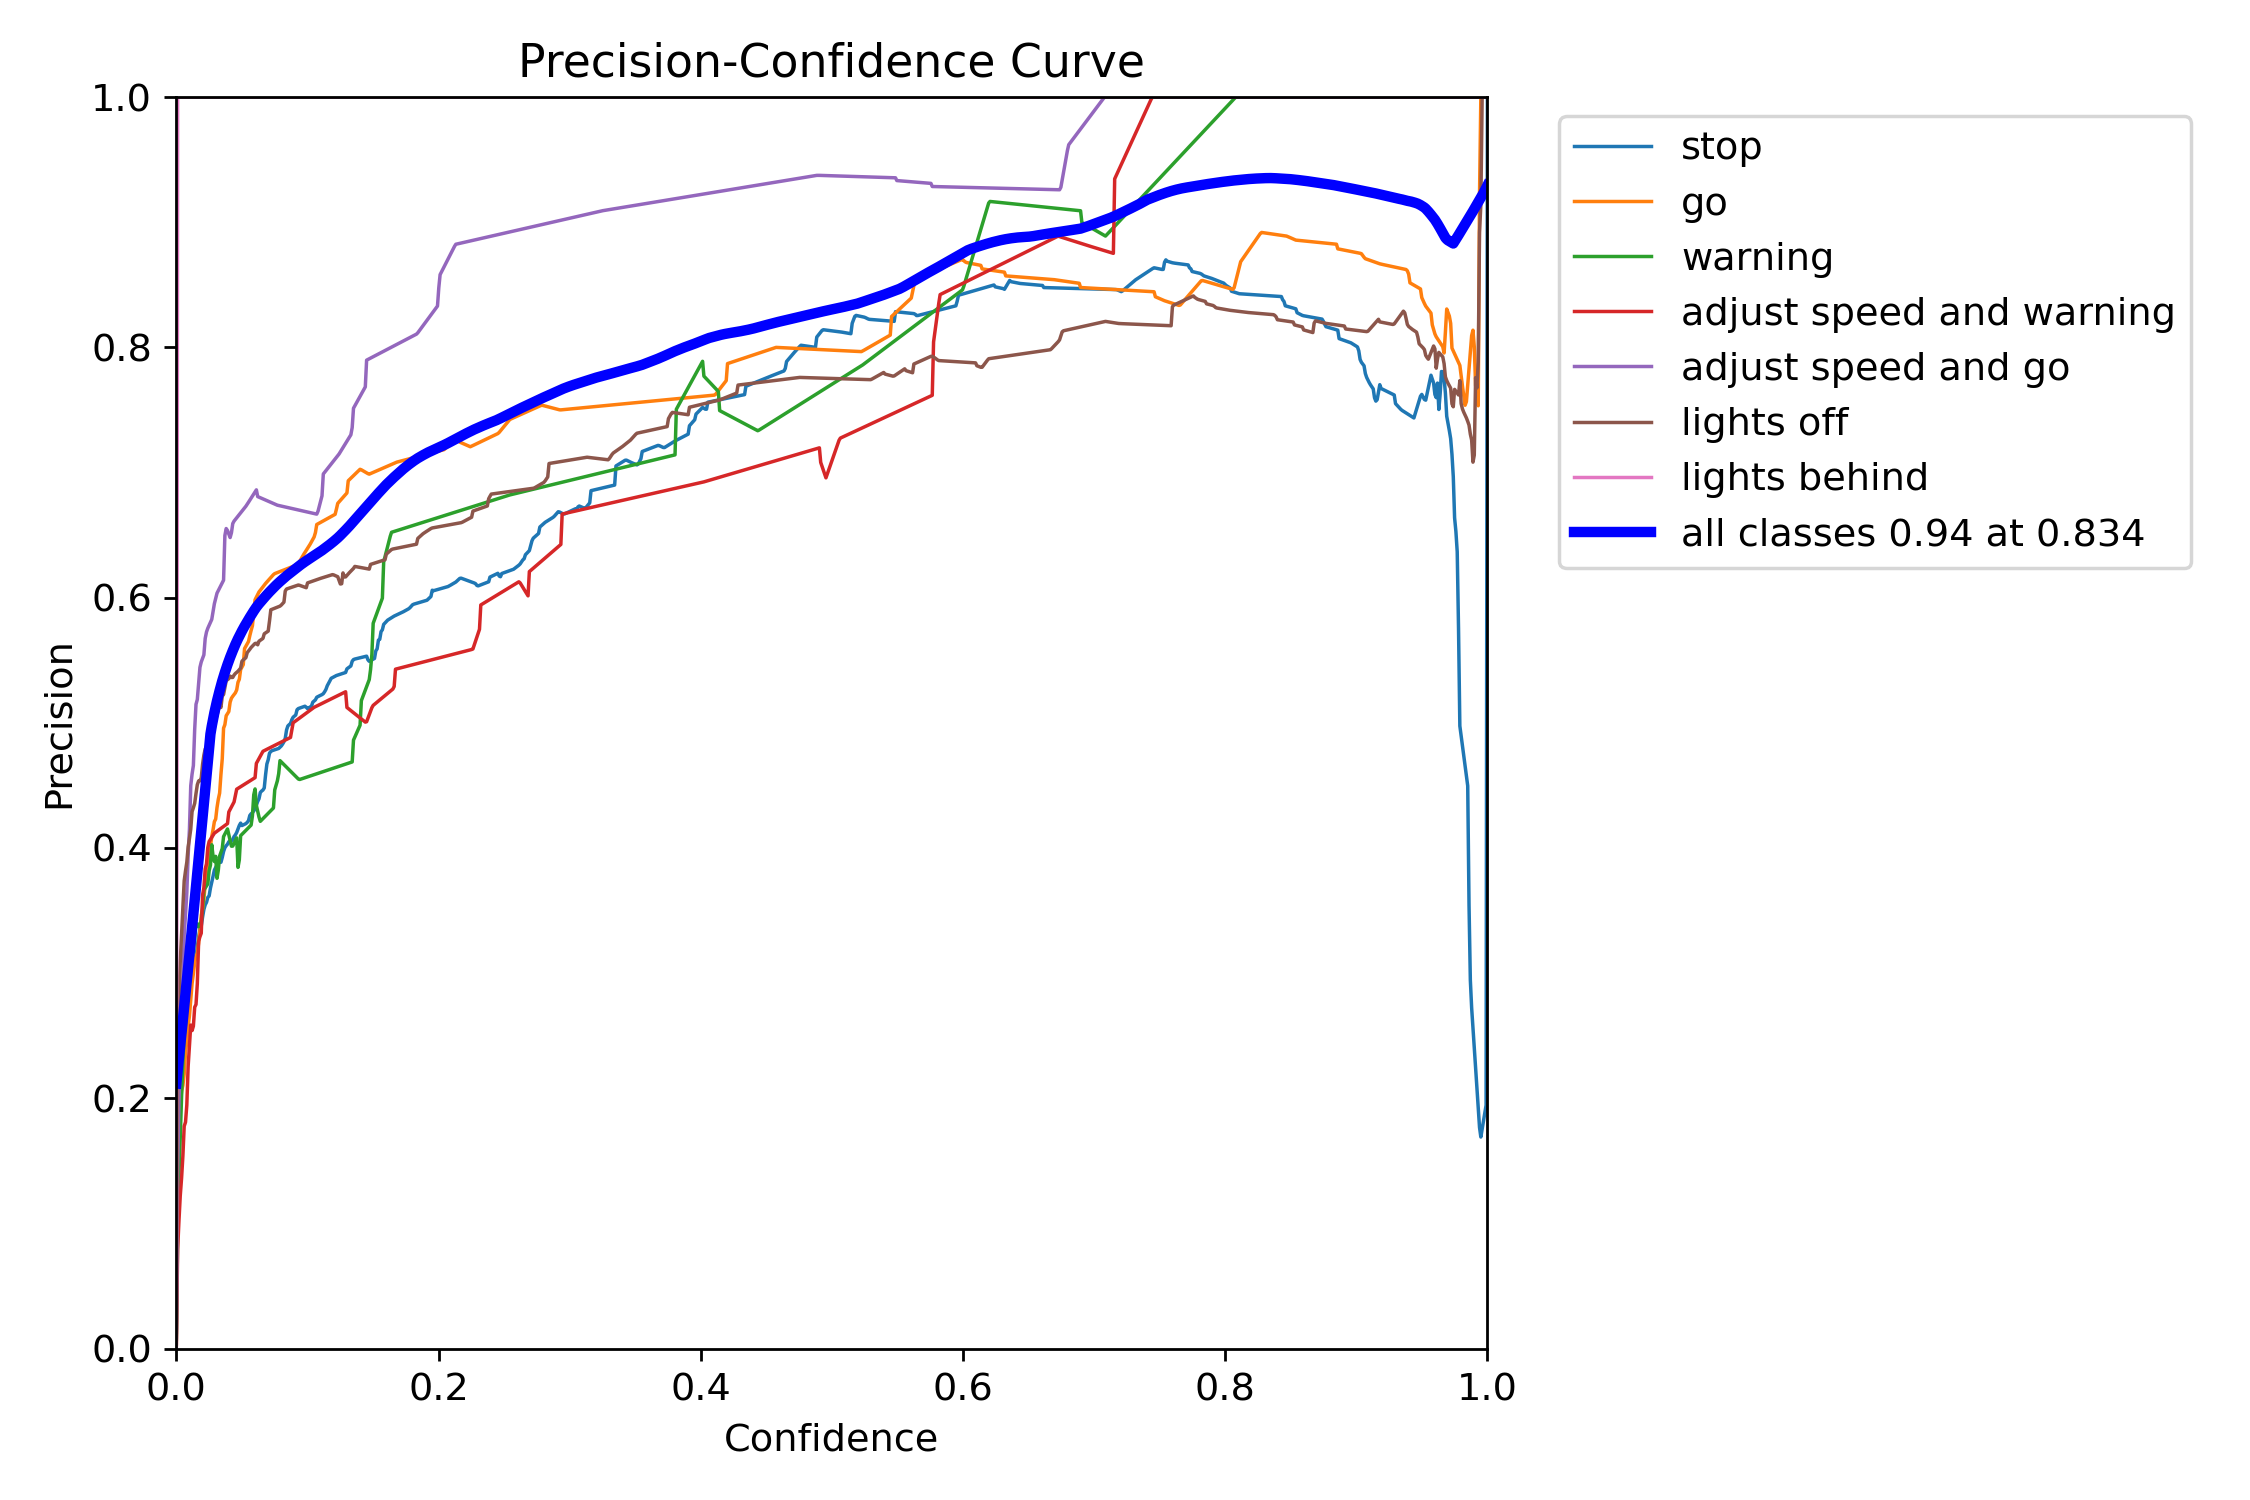 Precision-Confidence Curve
1.0
0.8
0.6
0.4
0.2
0.0
Precision
0.0 0.2 0.4 0.6 0.8 1.0
Confidence
stop
go
warning
adjust speed and warning
adjust speed and go
lights off
lights behind
all classes 0.94 at 0.834